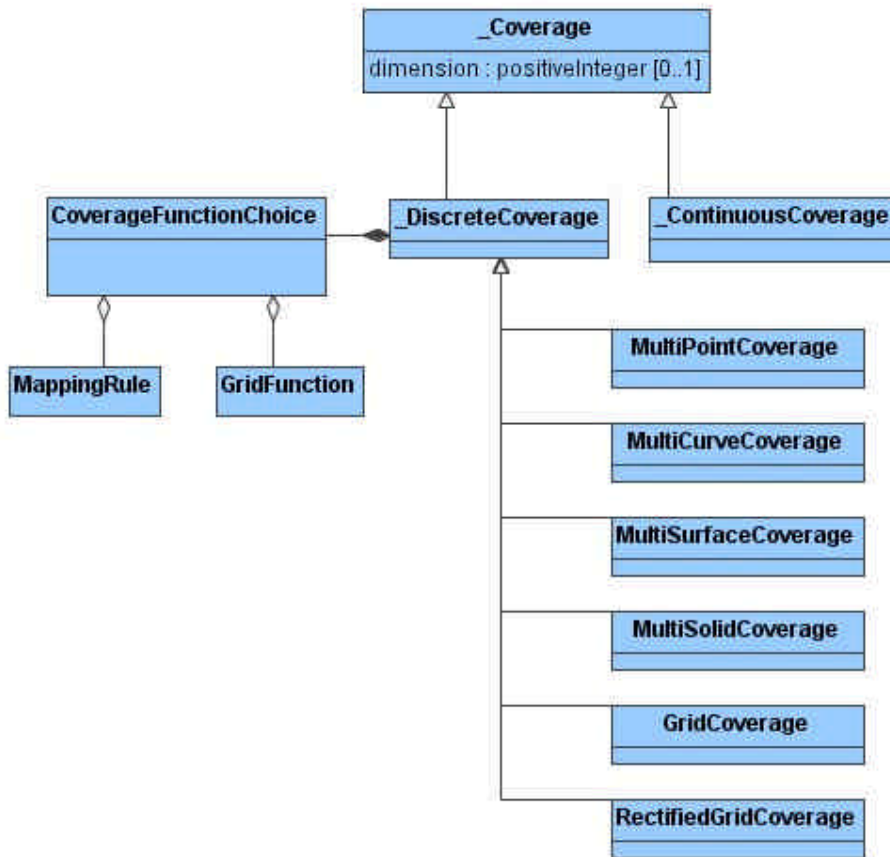 _Coverage
dimension : positiveInteger [0..1]
CoverageFunctionChoice
_DiscreteCoverage
_ContinuousCoverage
MultiPointCoverage
MappingRule
GridFunction
MultiCurveCoverage
MultiSurfaceCoverage
MultiSolidCoverage
GridCoverage
RectifiedGridCoverage